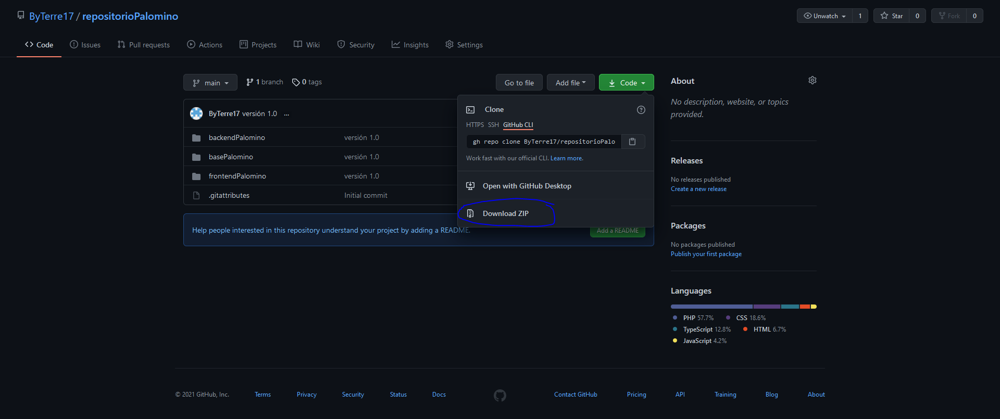 ByTerre17 / repositorioPalomino
Unwatch 1
Star 0
Fork 0
Code
Issues
Pull requests
Actions
Projects
Wiki
Security
Insights
Settings
main
1 branch
0 tags
Go to file
Add file
Code
ByTerre17 versión 1.0 ...
backendPalomino versión 1.0
basePalomino versión 1.0
frontendPalomino versión 1.0
.gitattributes Initial commit
Clone
HTTPS SSH GitHub CLI
gh repo clone ByTerre17/repositorioPalo
Work fast with our official CLI. Learn more.
Open with GitHub Desktop
Download ZIP
Help people interested in this repository understand your project by adding a README.
Add a README
About
No description, website, or topics
provided.
Releases
No releases published
Create a new release
Packages
No packages published
Publish your first package
Languages
PHP 57.7% CSS 18.6%
TypeScript 12.8% HTML 6.7%
JavaScript 4.2%
© 2021 GitHub, Inc. Terms Privacy Security Status Docs Contact GitHub Pricing API Training Blog About